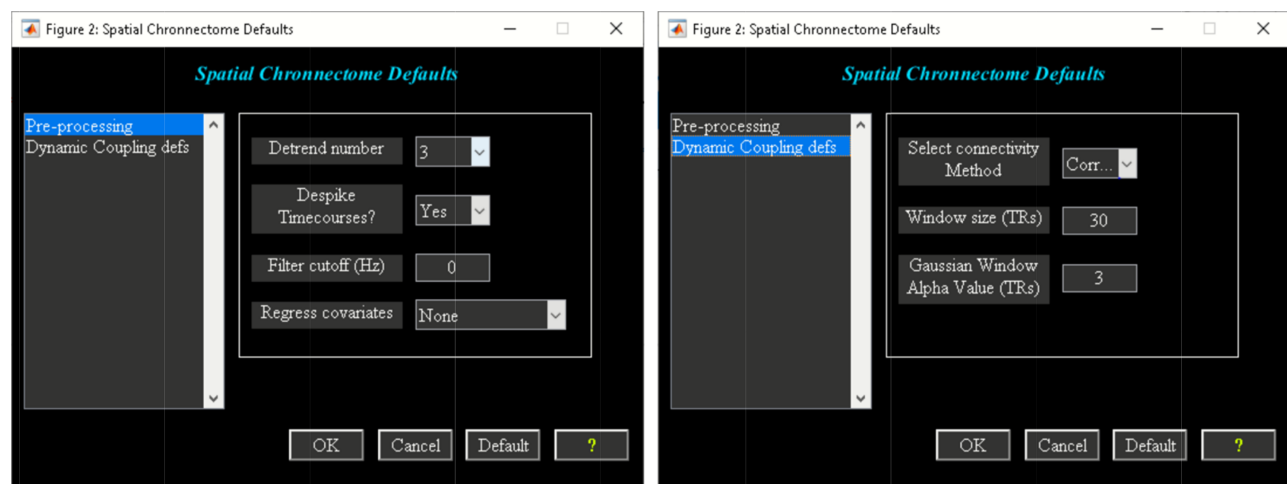 Figure 2: Spatial Chronnectome Defaults
Spatial Chronnectome Defaults
Pre-processing
Dynamic Coupling defs
Detrend number
3
Despike
Timecourses?
Yes
Filter cutoff (Hz)
0
Regress covariates
None
OK
Cancel
Default
?
Figure 2: Spatial Chronnectome Defaults
Spatial Chronnectome Defaults
Pre-processing
Dynamic Coupling defs
Select connectivity
Method
Corr...
Window size (TRs)
30
Gaussian Window
Alpha Value (TRs)
3
OK
Cancel
Default
?